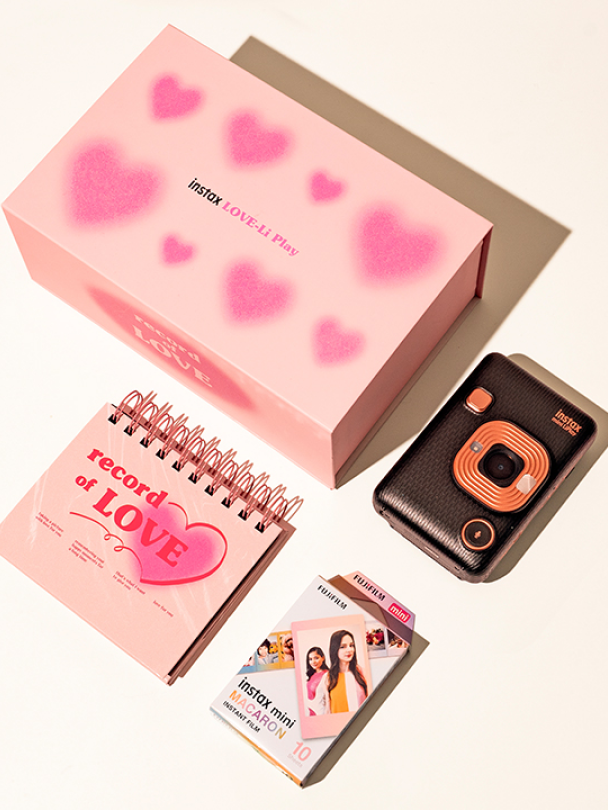 instax LOVE-Li Play
record
of
LOVE
instax
mini LiPlay
record
of LOVE
FUJIFILM
FUJIFILM
mini
instax mini
MACARON
INSTANT FILM
10